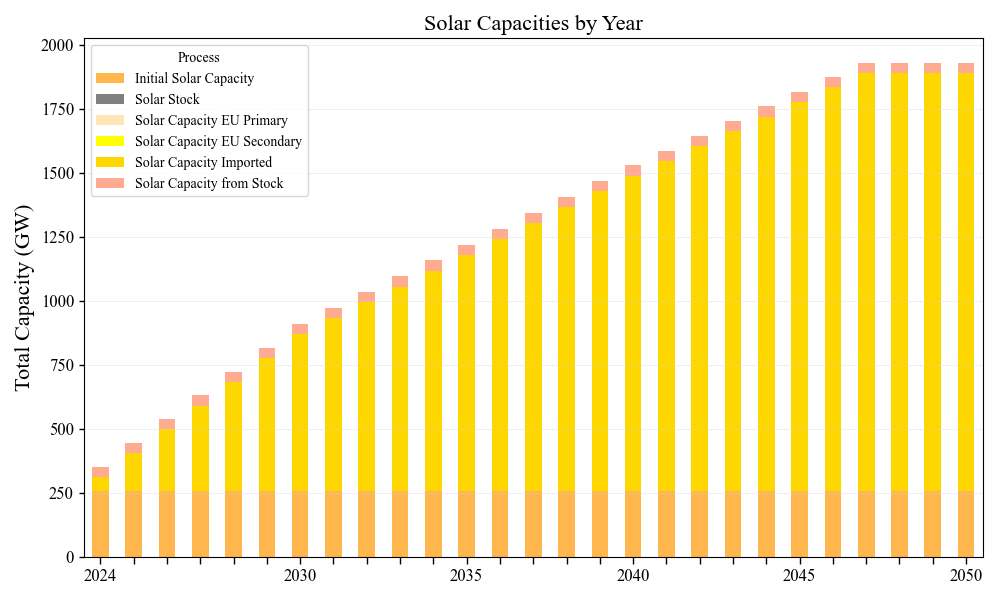 Solar Capacities by Year
Total Capacity (GW)
2000
1750
1500
1250
1000
750
500
250
0
Process
Initial Solar Capacity
Solar Stock
Solar Capacity EU Primary
Solar Capacity EU Secondary
Solar Capacity Imported
Solar Capacity from Stock
2024 2030 2035 2040 2045 2050